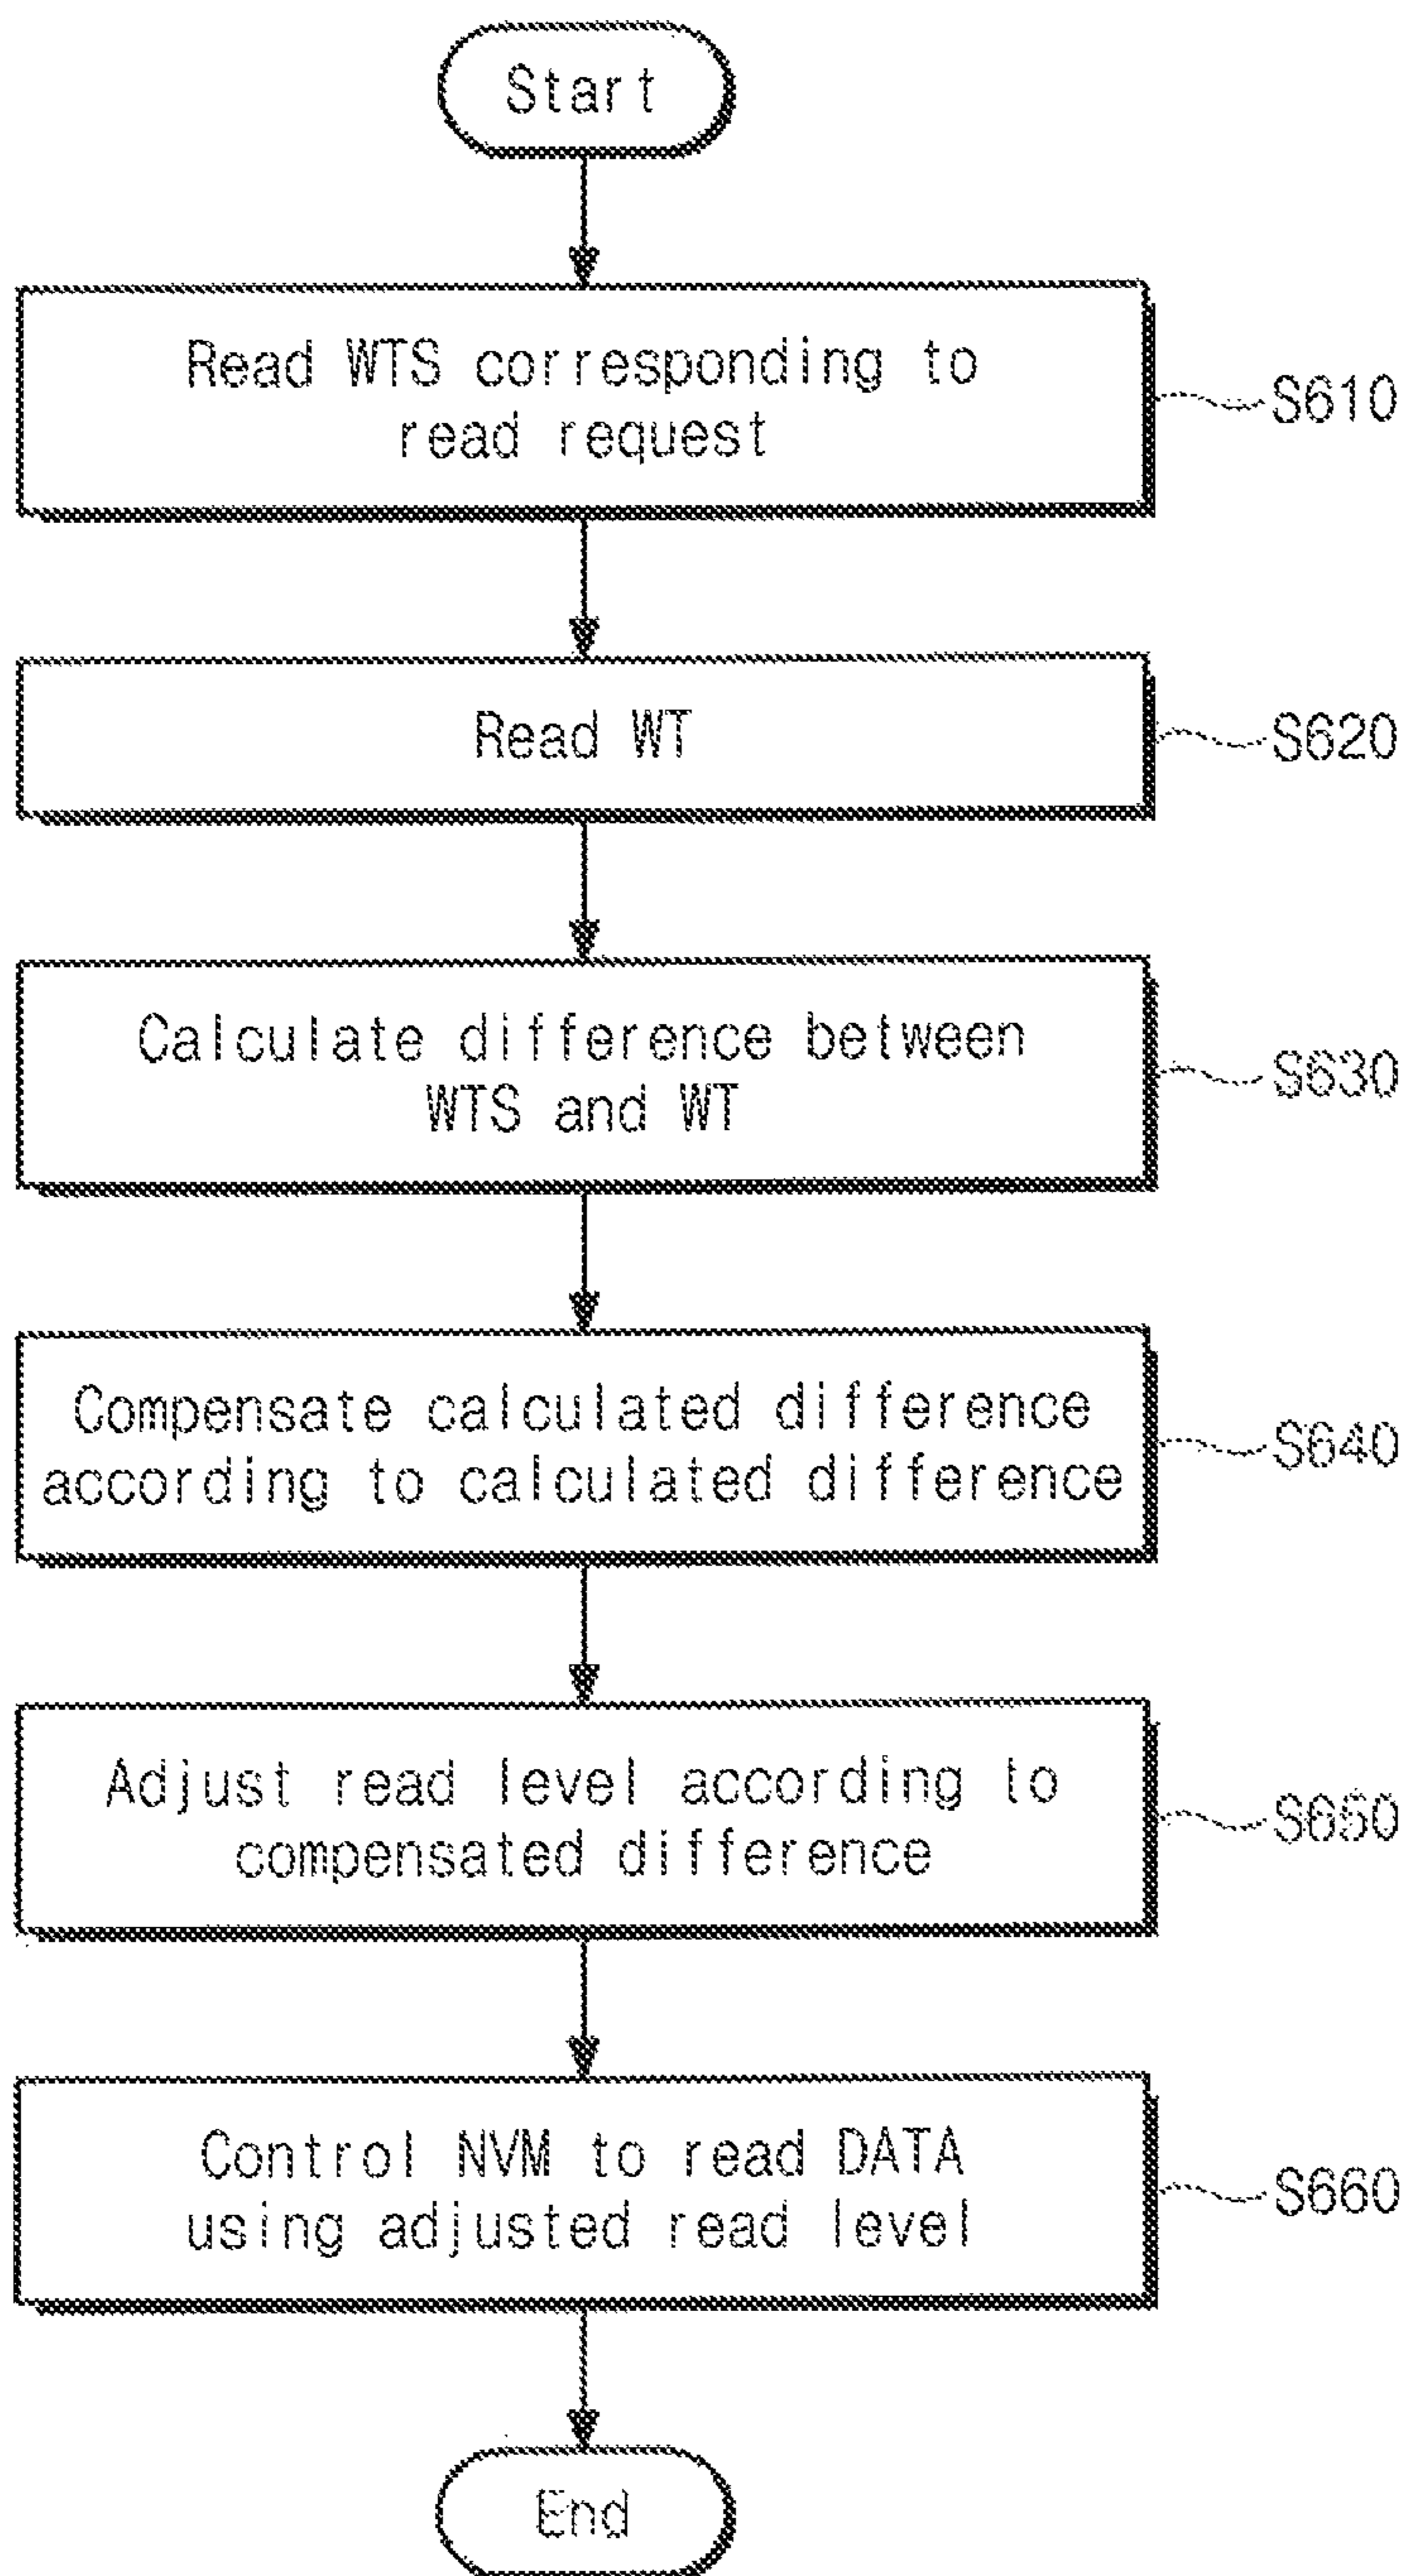 Start
Read WTS corresponding to
read request
S610
Read WT
S620
Calculate difference between
WTS and WT
S630
Compensate calculated difference
according to calculated difference
S640
Adjust read level according to
compensated difference
S650
Control NVM to read DATA
using adjusted read level
S660
End